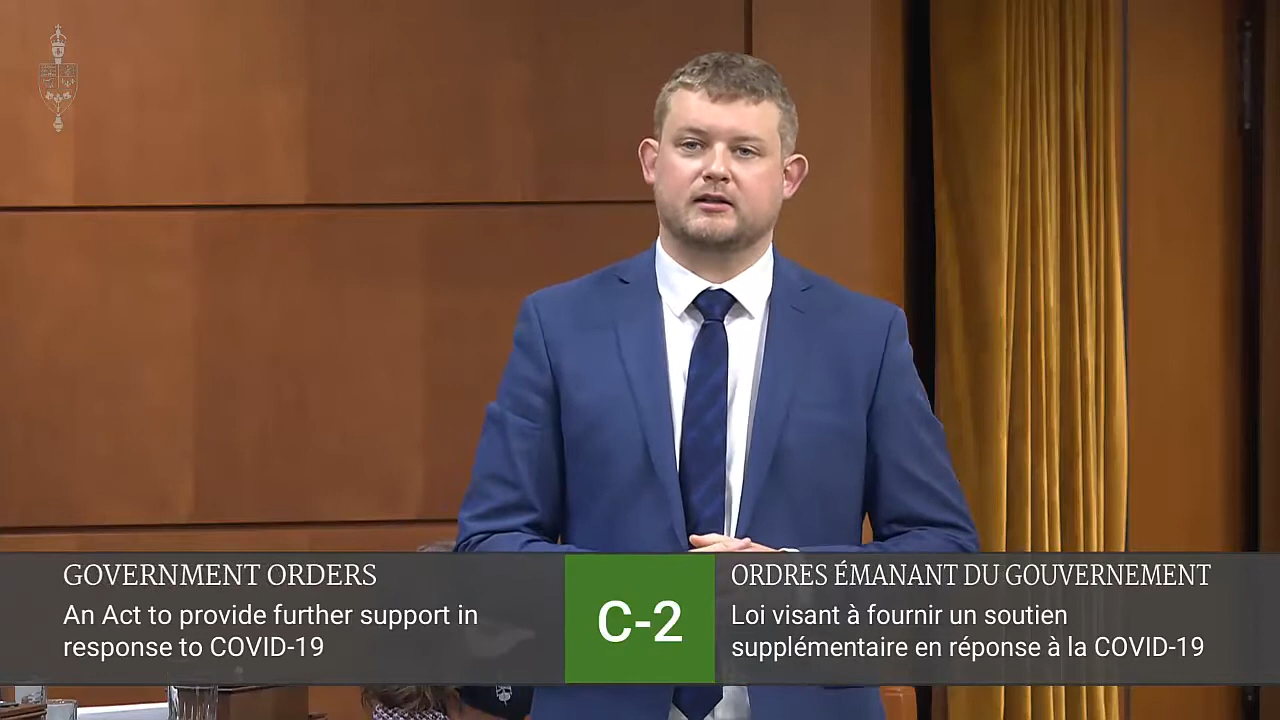 GOVERNMENT ORDERS
An Act to provide further support in
response to COVID-19
C-2
ORDRES ÉMANANT DU GOUVERNEMENT
Loi visant à fournir un soutien
supplémentaire en réponse à la COVID-19